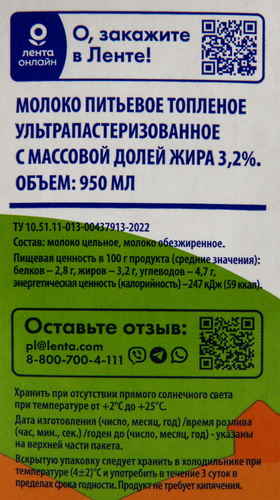 лента
онлайн
О, закажите
в Ленте!
МОЛОКО ПИТЬЕВОЕ ТОПЛЕНОЕ
УЛЬТРАПАСТЕРИЗОВАННОЕ
С МАССОВОЙ ДОЛЕЙ ЖИРА 3,2%.
ОБЪЕМ: 950 МЛ
ТУ 10.51.11-013-00437913-2022
Состав: молоко цельное, молоко обезжиренное.
Пищевая ценность в 100 г продукта (средние значения):
белков – 2,8 г, жиров – 3,2 г, углеводов – 4,7 г,
энергетическая ценность (калорийность) –247 кДж (59 ккал).
Оставьте отзыв:
pl@lenta.com
8-800-700-4-111
Хранить при отсутствии прямого солнечного света
при температуре от +2°С до +25°С.
Дата изготовления (число, месяц, год) /время розлива
(час, мин., сек.) /годен до (число, месяц, год) - указаны
на верхней части пакета.
Вскрытую упаковку следует хранить в холодильнике при
температуре (4±2)°С и употребить в течение 3 суток в
пределах срока годности. Продукт не требует кипячения.